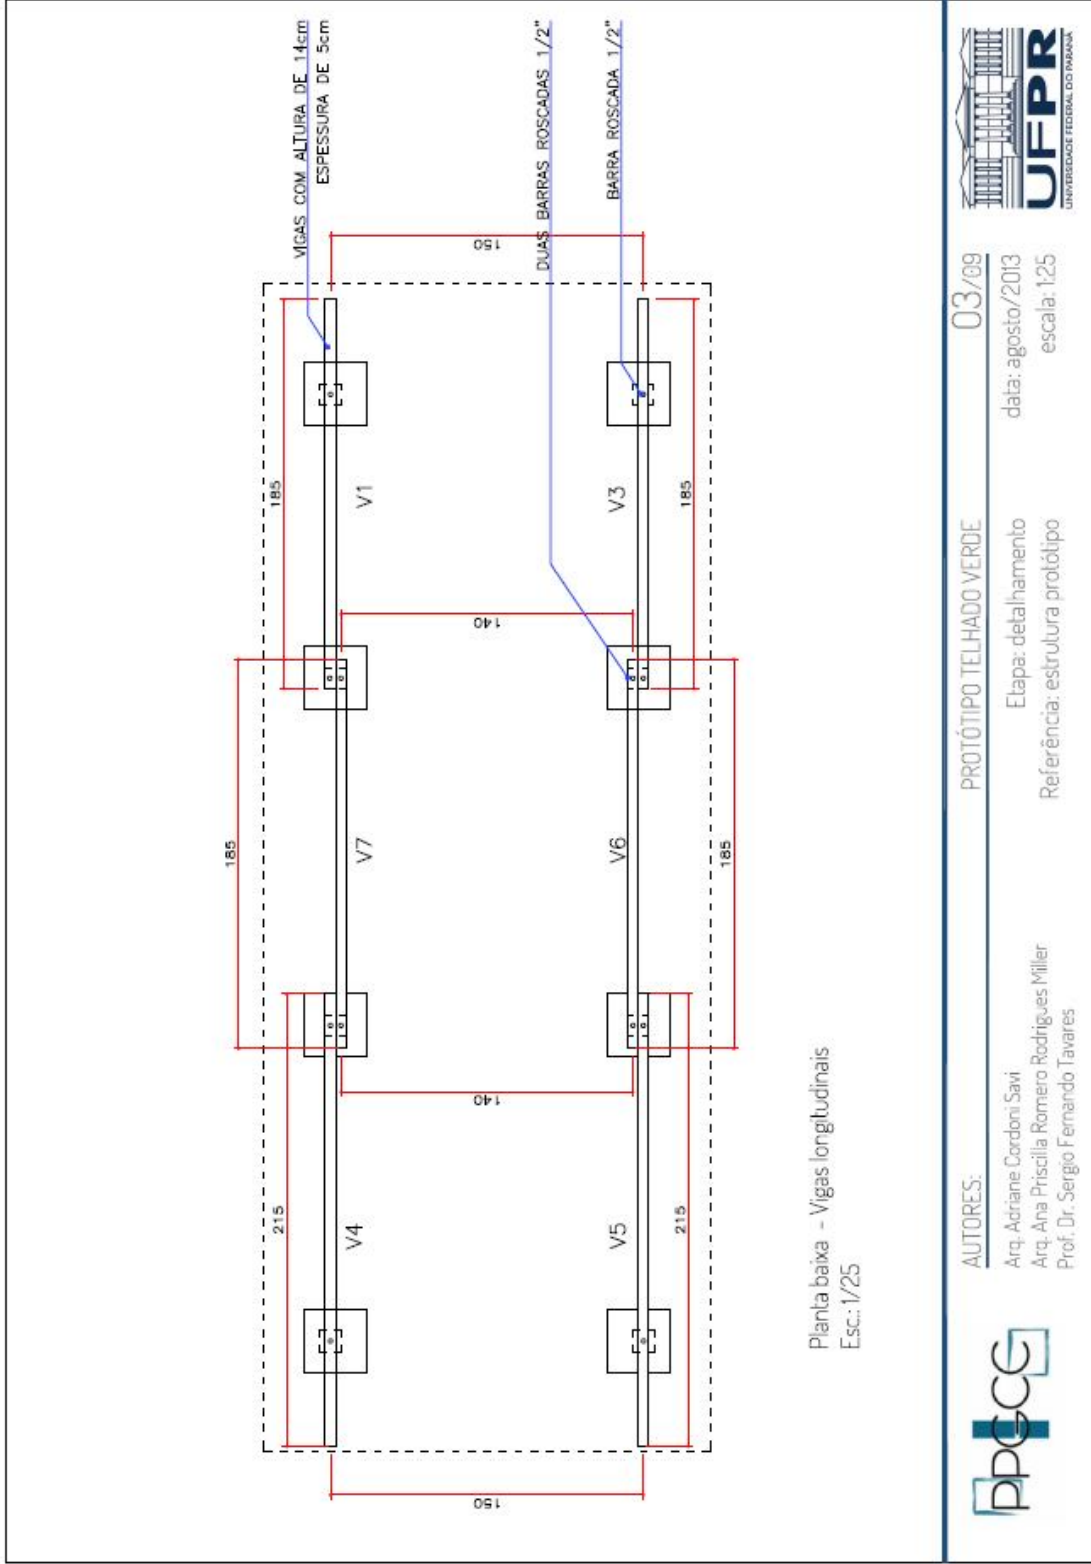 VIGAS COM ALTURA DE 14cm
ESPESSURA DE 5cm
DUAS BARRAS ROSCADAS 1/2"
BARRA ROSCADA 1/2"
185
185
215
150
140
140
150
V4
V7
V1
V5
V6
V3
215
185
185
Planta baixa - Vigas longitudinais
Esc.: 1/25
PPGCC
AUTORES:
Arq. Adriane Cordoni Savi
Arq. Ana Priscilla Romero Rodrigues Miller
Prof. Dr. Sergio Fernando Tavares
PROTÓTIPO TELHADO VERDE
03/09
Etapa: detalhamento
data: agosto/2013
Referência: estrutura protótipo
escala: 1:25
UFPR
UNIVERSIDADE FEDERAL DO PARANÁ